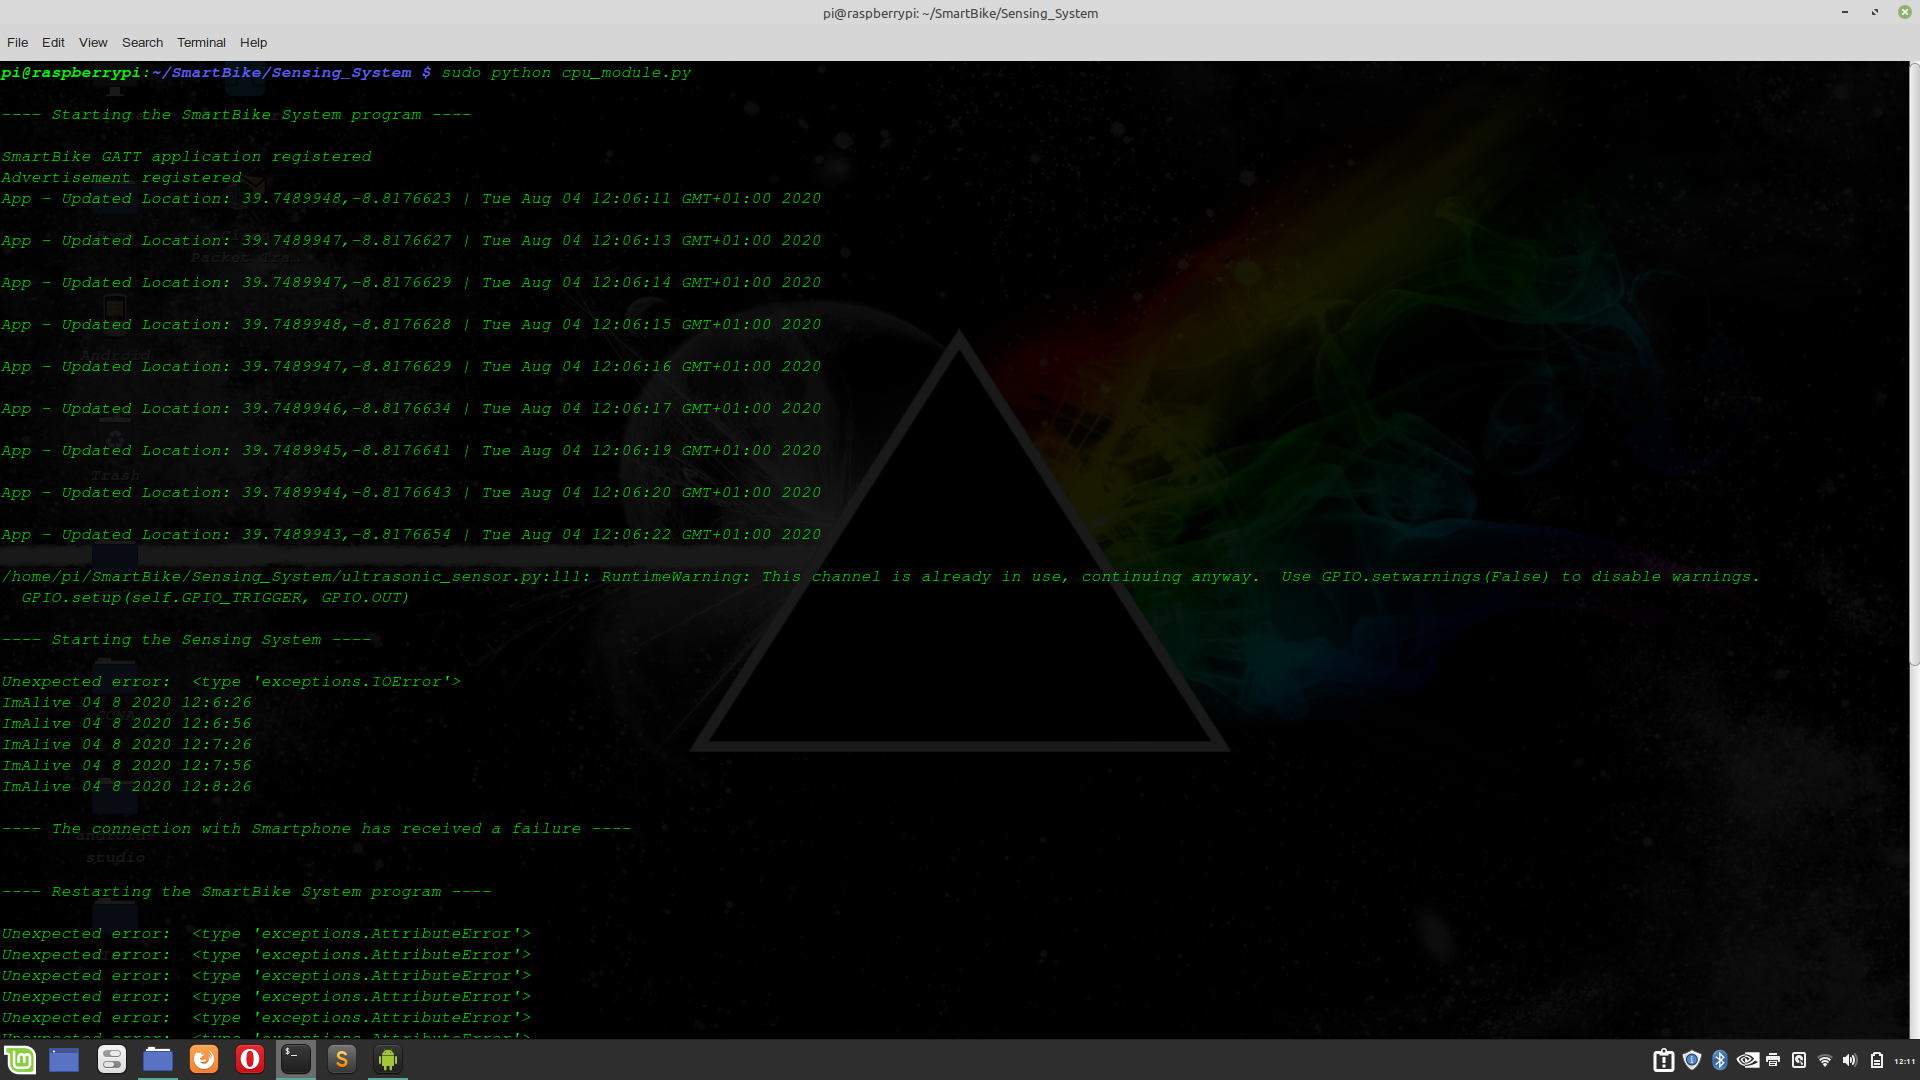 pi@raspberrypi: ~/SmartBike/Sensing_System
File Edit View Search Terminal Help
pi@raspberrypi:~/SmartBike/Sensing_System $ sudo python cpu_module.py
---- Starting the SmartBike System program ----
SmartBike GATT application registered
Advertisement registered
App - Updated Location: 39.7489948,-8.8176623 | Tue Aug 04 12:06:11 GMT+01:00 2020
App - Updated Location: 39.7489947,-8.8176627 | Tue Aug 04 12:06:13 GMT+01:00 2020
Packet Tra...
App - Updated Location: 39.7489947,-8.8176629 | Tue Aug 04 12:06:14 GMT+01:00 2020
App - Updated Location: 39.7489948,-8.8176628 | Tue Aug 04 12:06:15 GMT+01:00 2020
Android
App - Updated Location: 39.7489947,-8.8176629 | Tue Aug 04 12:06:16 GMT+01:00 2020
App - Updated Location: 39.7489946,-8.8176634 | Tue Aug 04 12:06:17 GMT+01:00 2020
App - Updated Location: 39.7489945,-8.8176641 | Tue Aug 04 12:06:19 GMT+01:00 2020
Trash
App - Updated Location: 39.7489944,-8.8176643 | Tue Aug 04 12:06:20 GMT+01:00 2020
App - Updated Location: 39.7489943,-8.8176654 | Tue Aug 04 12:06:22 GMT+01:00 2020
/home/pi/SmartBike/Sensing_System/ultrasonic_sensor.py:111: RuntimeWarning: This channel is already in use, continuing anyway.  Use GPIO.setwarnings(False) to disable warnings.
GPIO.setup(self.GPIO_TRIGGER, GPIO.OUT)
---- Starting the Sensing System ----
Unexpected error:  <type 'exceptions.IOError'>
ImAlive 04 8 2020 12:6:26
ImAlive 04 8 2020 12:6:56
ImAlive 04 8 2020 12:7:26
ImAlive 04 8 2020 12:7:56
ImAlive 04 8 2020 12:8:26
---- The connection with Smartphone has received a failure ----
android-
studio
---- Restarting the SmartBike System program ----
Unexpected error:  <type 'exceptions.AttributeError'>
Unexpected error:  <type 'exceptions.AttributeError'>
Unexpected error:  <type 'exceptions.AttributeError'>
Unexpected error:  <type 'exceptions.AttributeError'>
Unexpected error:  <type 'exceptions.AttributeError'>
Unexpected error:  <type 'exceptions.AttributeError'>
12:11